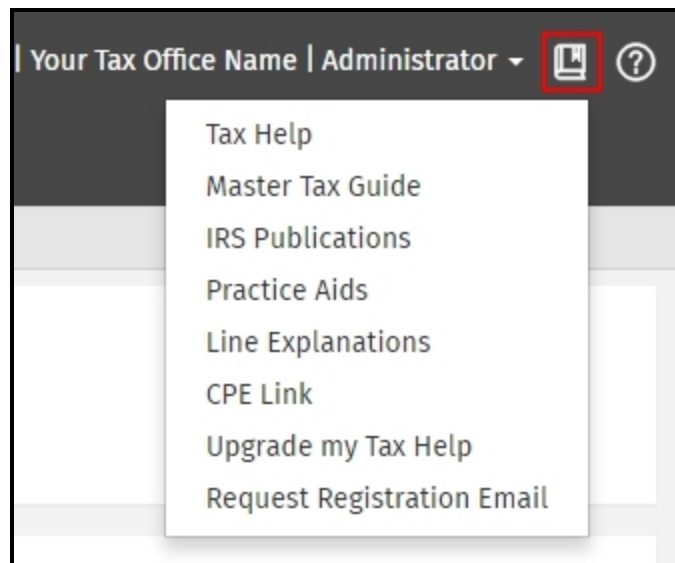 | Your Tax Office Name | Administrator
Tax Help
Master Tax Guide
IRS Publications
Practice Aids
Line Explanations
CPE Link
Upgrade my Tax Help
Request Registration Email